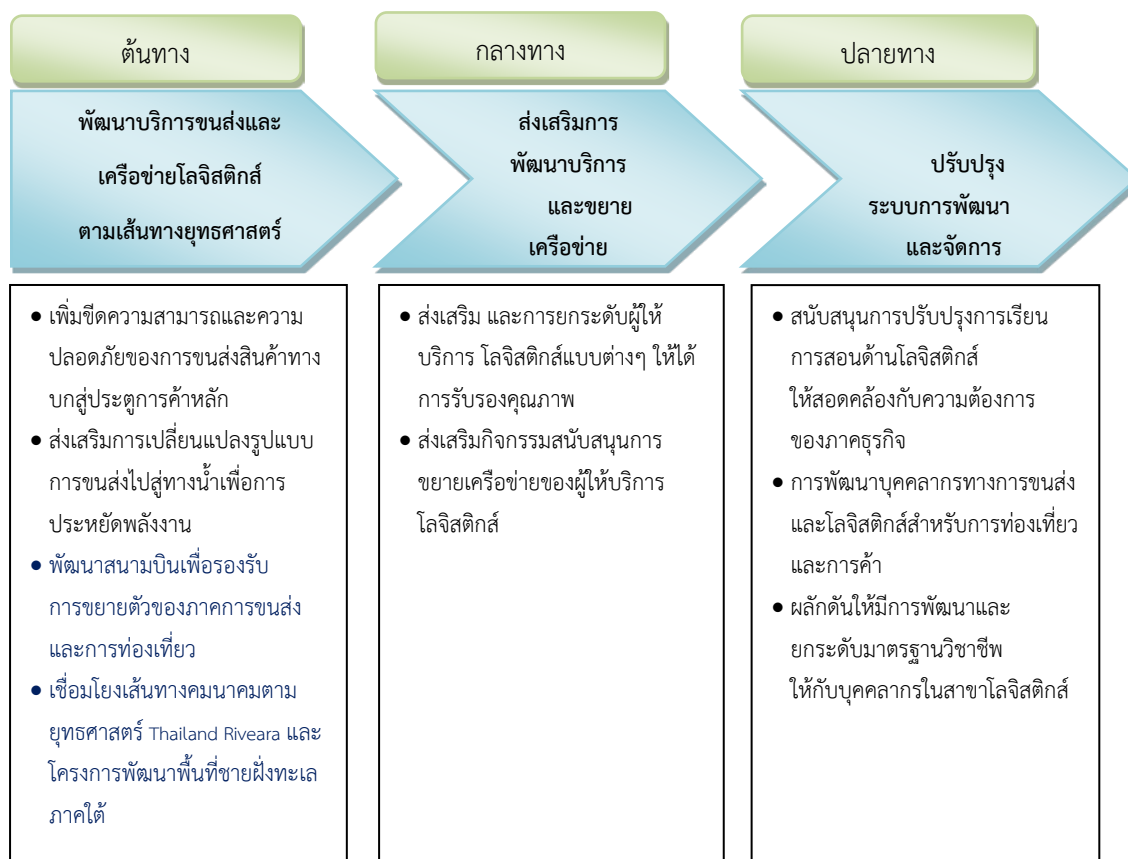 ต้นทาง
พัฒนาบริการขนส่งและ
เครือข่ายโลจิสติกส์
ตามเส้นทางยุทธศาสตร์
• เพิ่มขีดความสามารถและความ
ปลอดภัยของการขนส่งสินค้าทาง
บกสู่ประตูการค้าหลัก
• ส่งเสริมการเปลี่ยนแปลงรูปแบบ
การขนส่งไปสู่ทางน้ำเพื่อการ
ประหยัดพลังงาน
• พัฒนาสนามบินเพื่อรองรับ
การขยายตัวของภาคการขนส่ง
และการท่องเที่ยว
• เชื่อมโยงเส้นทางคมนาคมตาม
ยุทธศาสตร์ Thailand Riveara และ
โครงการพัฒนาพื้นที่ชายฝั่งทะเล
ภาคใต้
กลางทาง
ส่งเสริมการ
พัฒนาบริการ
และขยาย
เครือข่าย
• ส่งเสริม และการยกระดับผู้ให้
บริการ โลจิสติกส์แบบต่างๆ ให้ได้
การรับรองคุณภาพ
• ส่งเสริมกิจกรรมสนับสนุนการ
ขยายเครือข่ายของผู้ให้บริการ
โลจิสติกส์
ปลายทาง
ปรับปรุง
ระบบการพัฒนา
และจัดการ
• สนับสนุนการปรับปรุงการเรียน
การสอนด้านโลจิสติกส์
ให้สอดคล้องกับความต้องการ
ของภาคธุรกิจ
• การพัฒนาบุคคลากรทางการขนส่ง
และโลจิสติกส์สำหรับการท่องเที่ยว
และการค้า
• ผลักดันให้มีการพัฒนาและ
ยกระดับมาตรฐานวิชาชีพ
ให้กับบุคคลากรในสาขาโลจิสติกส์